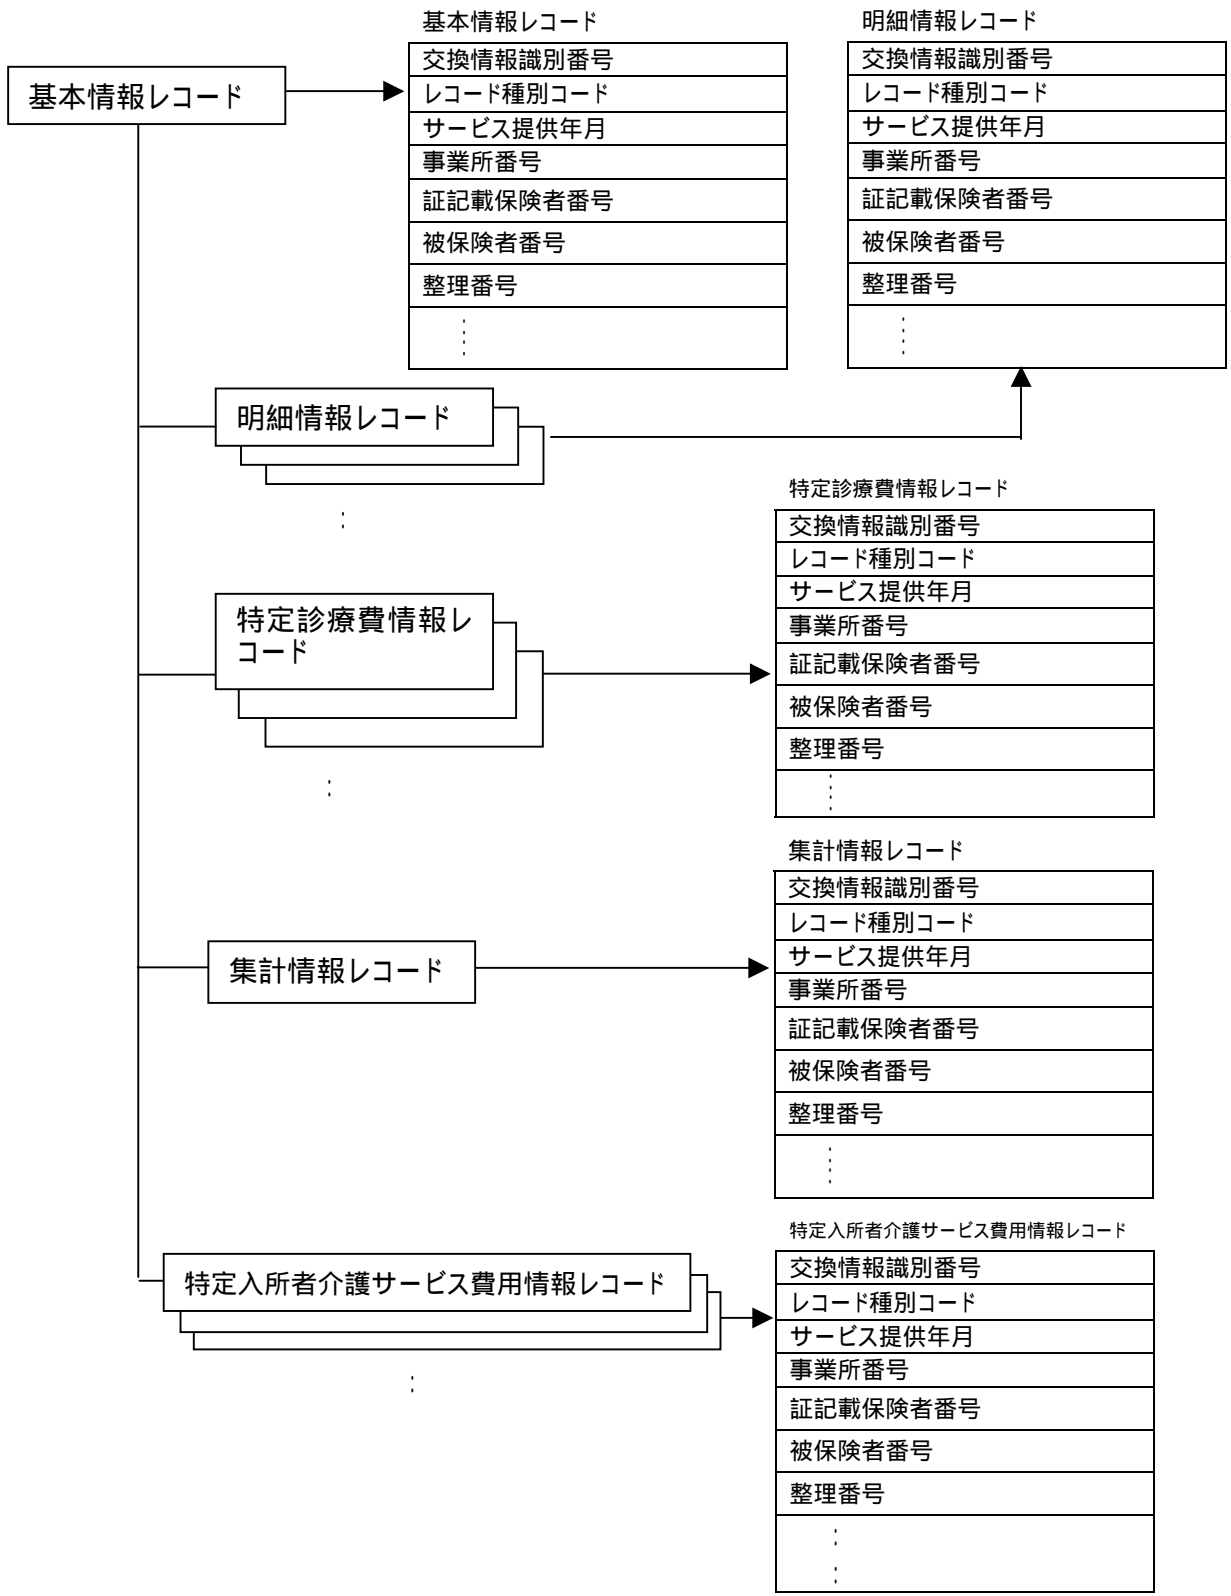 基本情報レコード
明細情報レコード
基本情報レコード
交換情報識別番号
レコード種別コード
サービス提供年月
事業所番号
証記載保険者番号
被保険者番号
整理番号
交換情報識別番号
レコード種別コード
サービス提供年月
事業所番号
証記載保険者番号
被保険者番号
整理番号
明細情報レコード
特定診療費情報レコード
特定診療費情報レ
コード
交換情報識別番号
レコード種別コード
サービス提供年月
事業所番号
証記載保険者番号
被保険者番号
整理番号
集計情報レコード
集計情報レコード
交換情報識別番号
レコード種別コード
サービス提供年月
事業所番号
証記載保険者番号
被保険者番号
整理番号
特定入所者介護サービス費用情報レコード
特定入所者介護サービス費用情報レコード
交換情報識別番号
レコード種別コード
サービス提供年月
事業所番号
証記載保険者番号
被保険者番号
整理番号